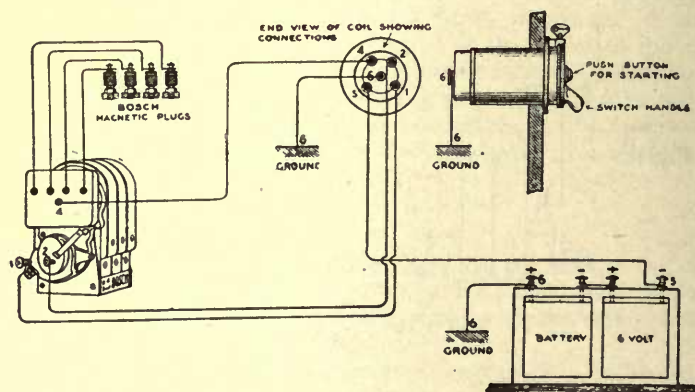 END VIEW OF COIL SHOWING
CONNECTIONS
4
2
6
5
1
6
PUSH BUTTON
FOR STARTING
SWITCH HANDLE
BOSCH
MAGNETIC PLUGS
6
GROUND
6
GROUND
4
2
1
BOSCH
+
6
-
+
-
5
6
GROUND
BATTERY
6 VOLT